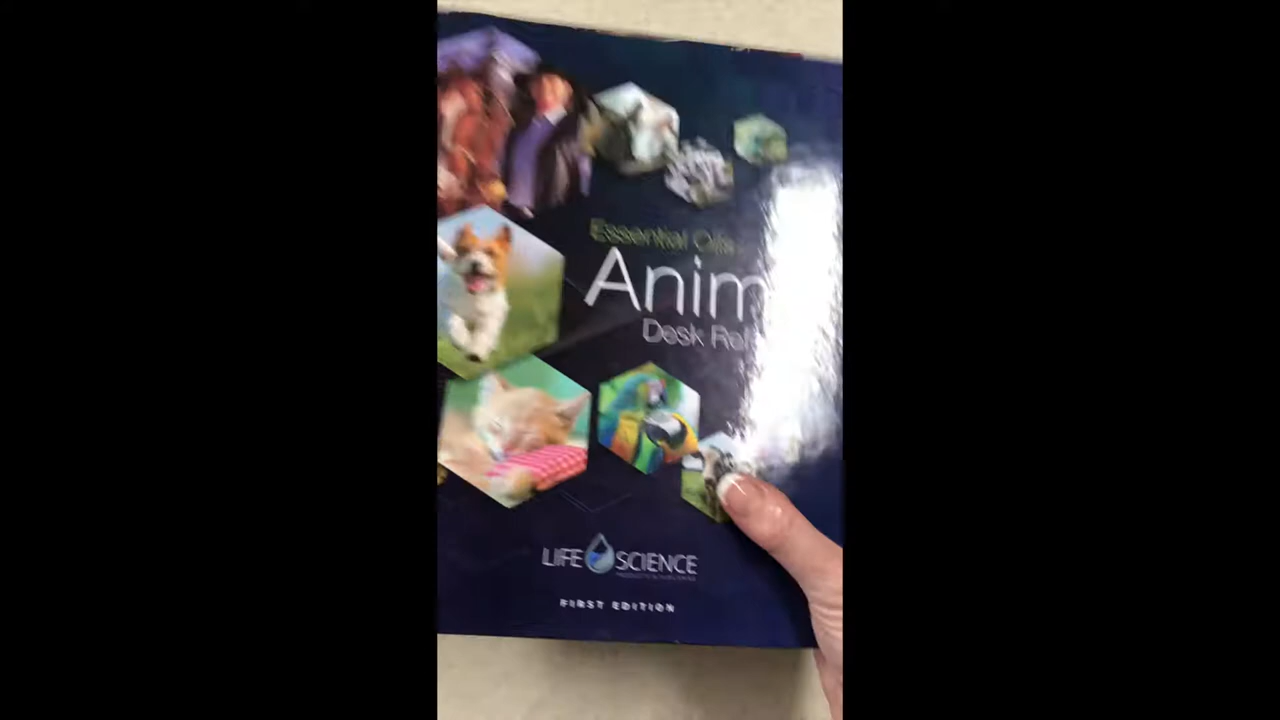 Essential Oils
Anim
Desk Ref
LIFE SCIENCE
FIRST EDITION